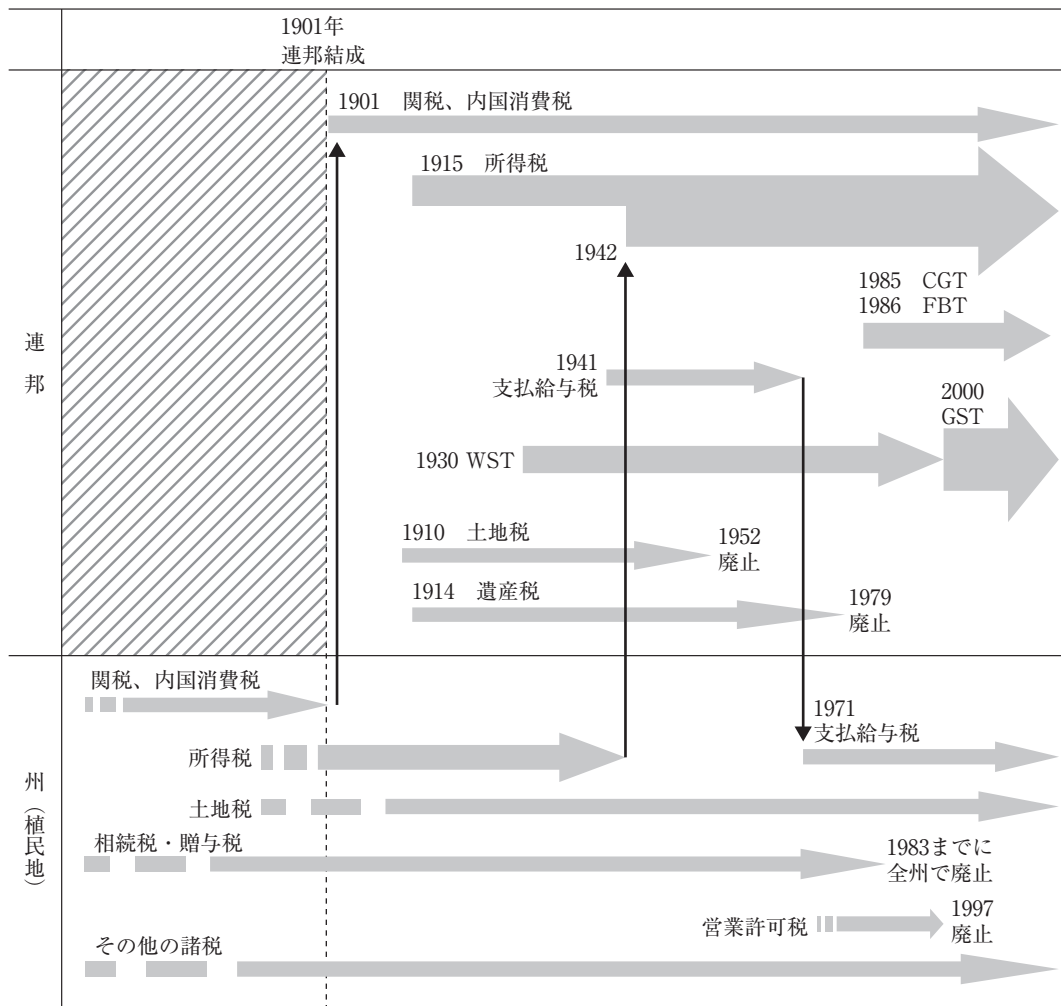 1901年
連邦結成
連邦
1901　関税、内国消費税
1915　所得税
1942
1985　CGT
1986　FBT
1941
支払給与税
2000
GST
1930 WST
1910　土地税
1952
廃止
1914　遺産税
1979
廃止
州（植民地）
関税、内国消費税
1971
支払給与税
所得税
土地税
相続税・贈与税
1983までに
全州で廃止
営業許可税
1997
廃止
その他の諸税